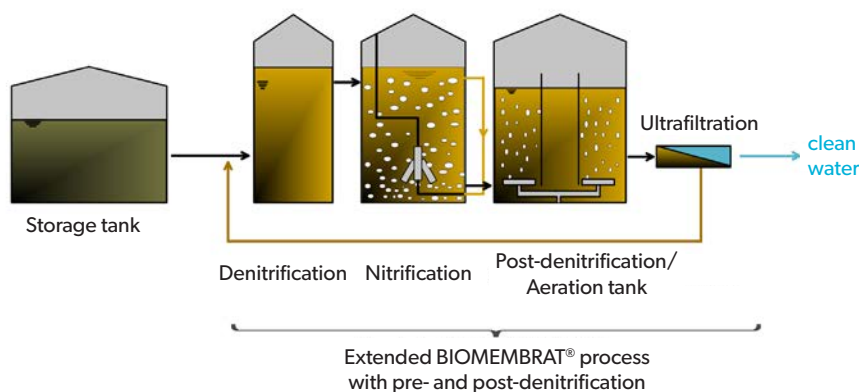 Ultrafiltration
clean
water
Storage tank
Denitrification
Nitrification
Post-denitrification/
Aeration tank
Extended BIOMEMBRAT® process
with pre- and post-denitrification